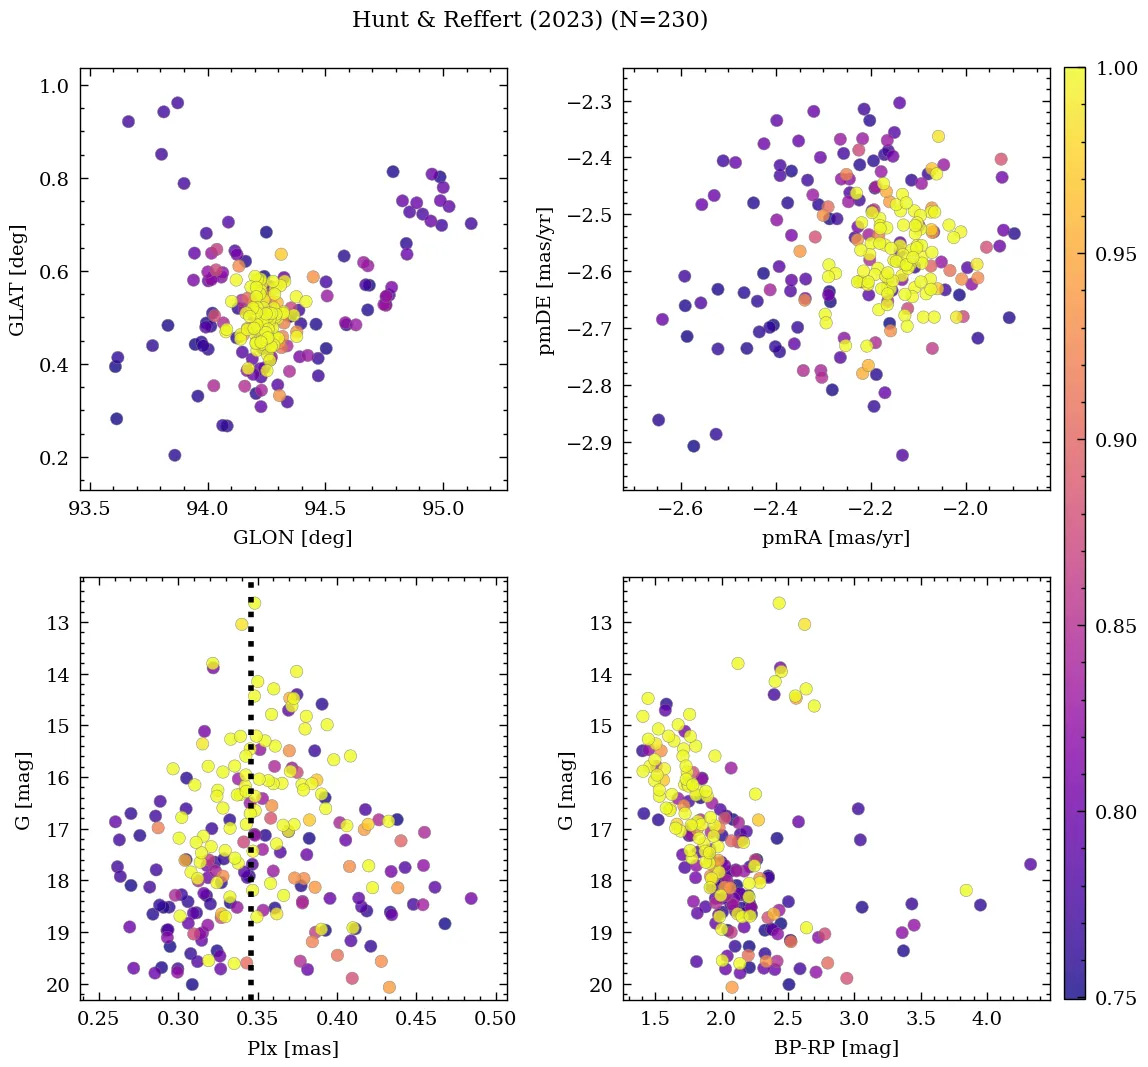 Hunt & Reffert (2023) (N=230)
1.0
0.8
0.6
0.4
0.2
GLAT [deg]
93.5 94.0 94.5 95.0
GLON [deg]
−2.3
−2.4
−2.5
−2.6
−2.7
−2.8
−2.9
pmDE [mas/yr]
−2.6 −2.4 −2.2 −2.0
pmRA [mas/yr]
13
14
15
16
17
18
19
20
G [mag]
0.25 0.30 0.35 0.40 0.45 0.50
Plx [mas]
13
14
15
16
17
18
19
20
G [mag]
1.5 2.0 2.5 3.0 3.5 4.0
BP-RP [mag]
1.00
0.95
0.90
0.85
0.80
0.75